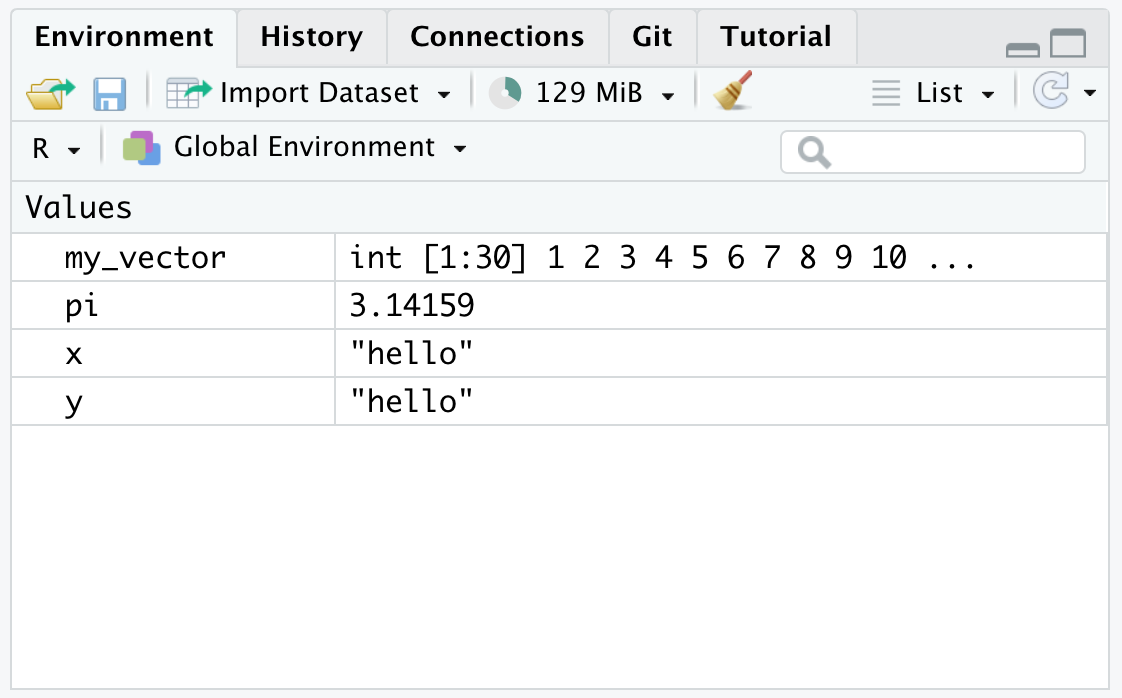 Environment History Connections Git Tutorial
Import Dataset 129 MiB List
R Global Environment
Values
my_vector int [1:30] 1 2 3 4 5 6 7 8 9 10 ...
pi 3.14159
x "hello"
y "hello"